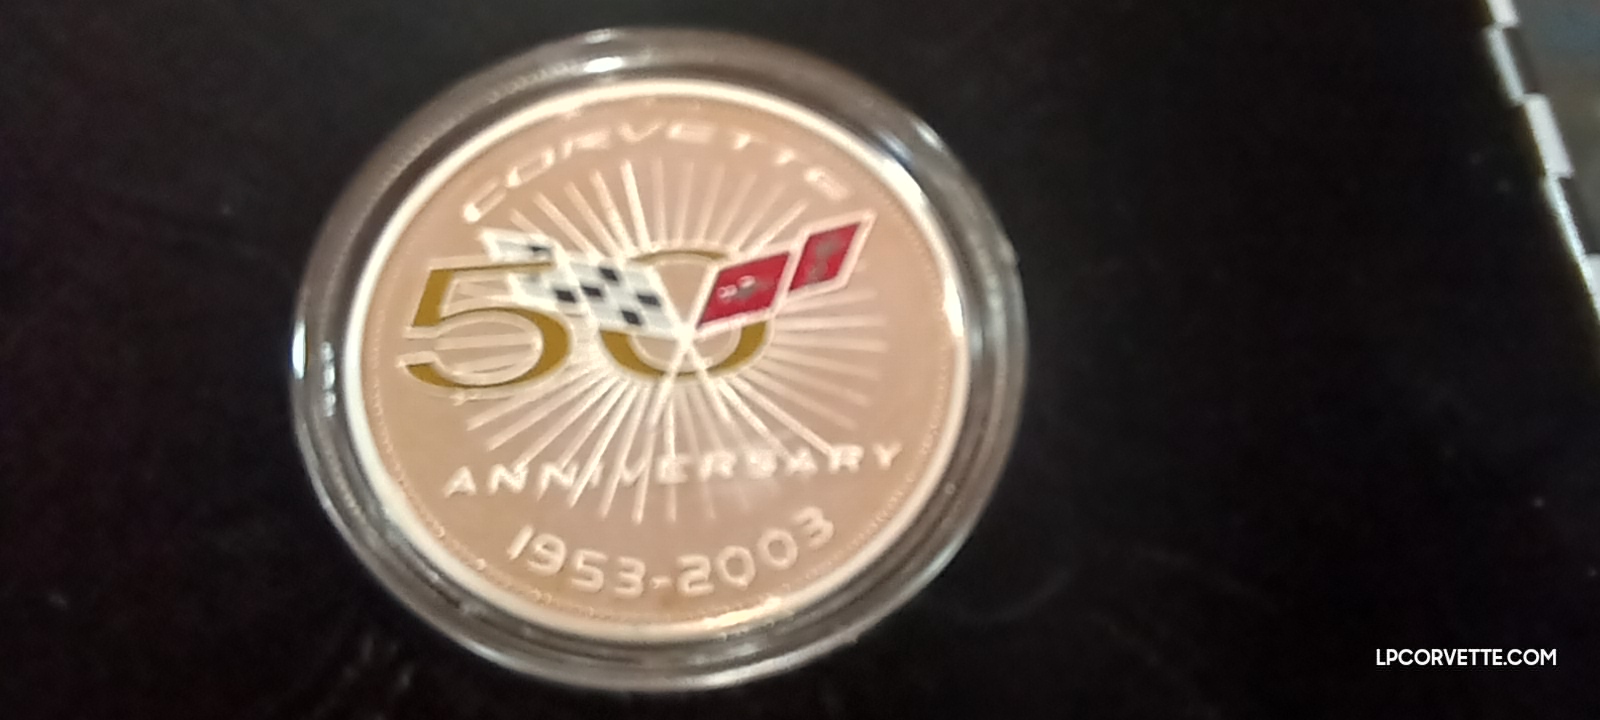 CORVETTE
50
ANNIVERSARY
1953-2003
LPCORVETTE.COM